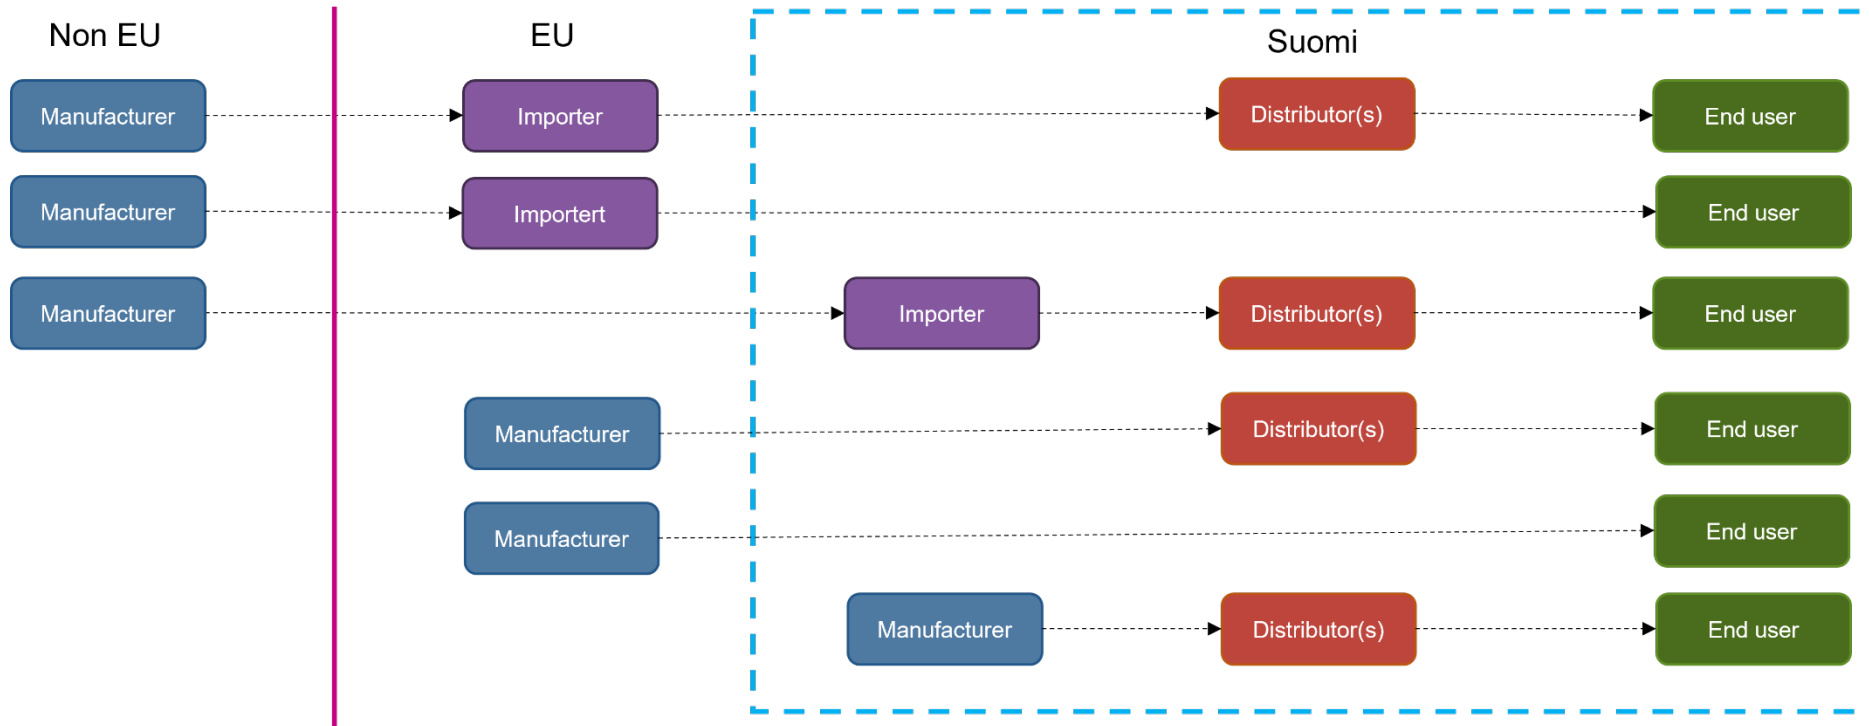 Non EU
EU
Suomi
Manufacturer
Importer
Distributor(s)
End user
Manufacturer
Importert
End user
Manufacturer
Importer
Distributor(s)
End user
Manufacturer
Distributor(s)
End user
Manufacturer
End user
Manufacturer
Distributor(s)
End user